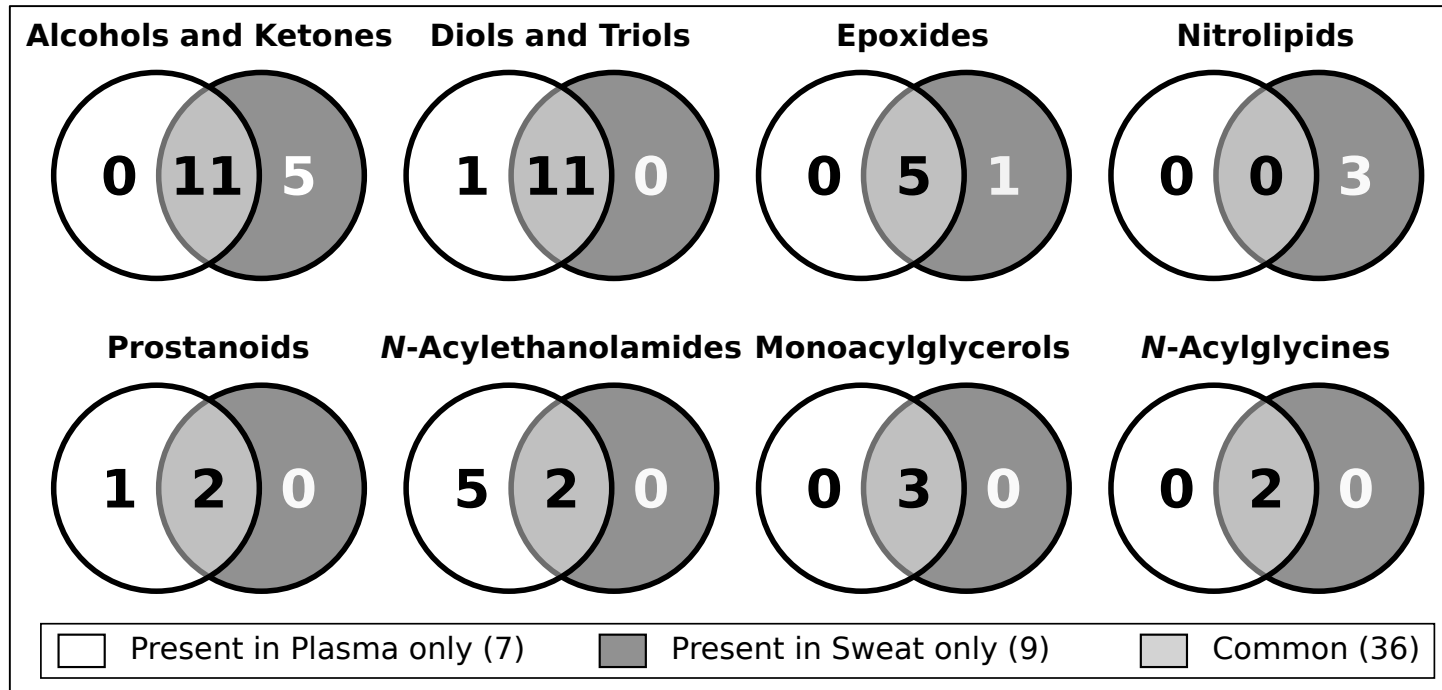 Alcohols and Ketones Diols and Triols Epoxides Nitrolipids
0 11 5 1 11 0 0 5 1 0 0 3
Prostanoids N-Acylethanolamides Monoacylglycerols N-Acylglycines
1 2 0 5 2 0 0 3 0 0 2 0
Present in Plasma only (7) Present in Sweat only (9) Common (36)